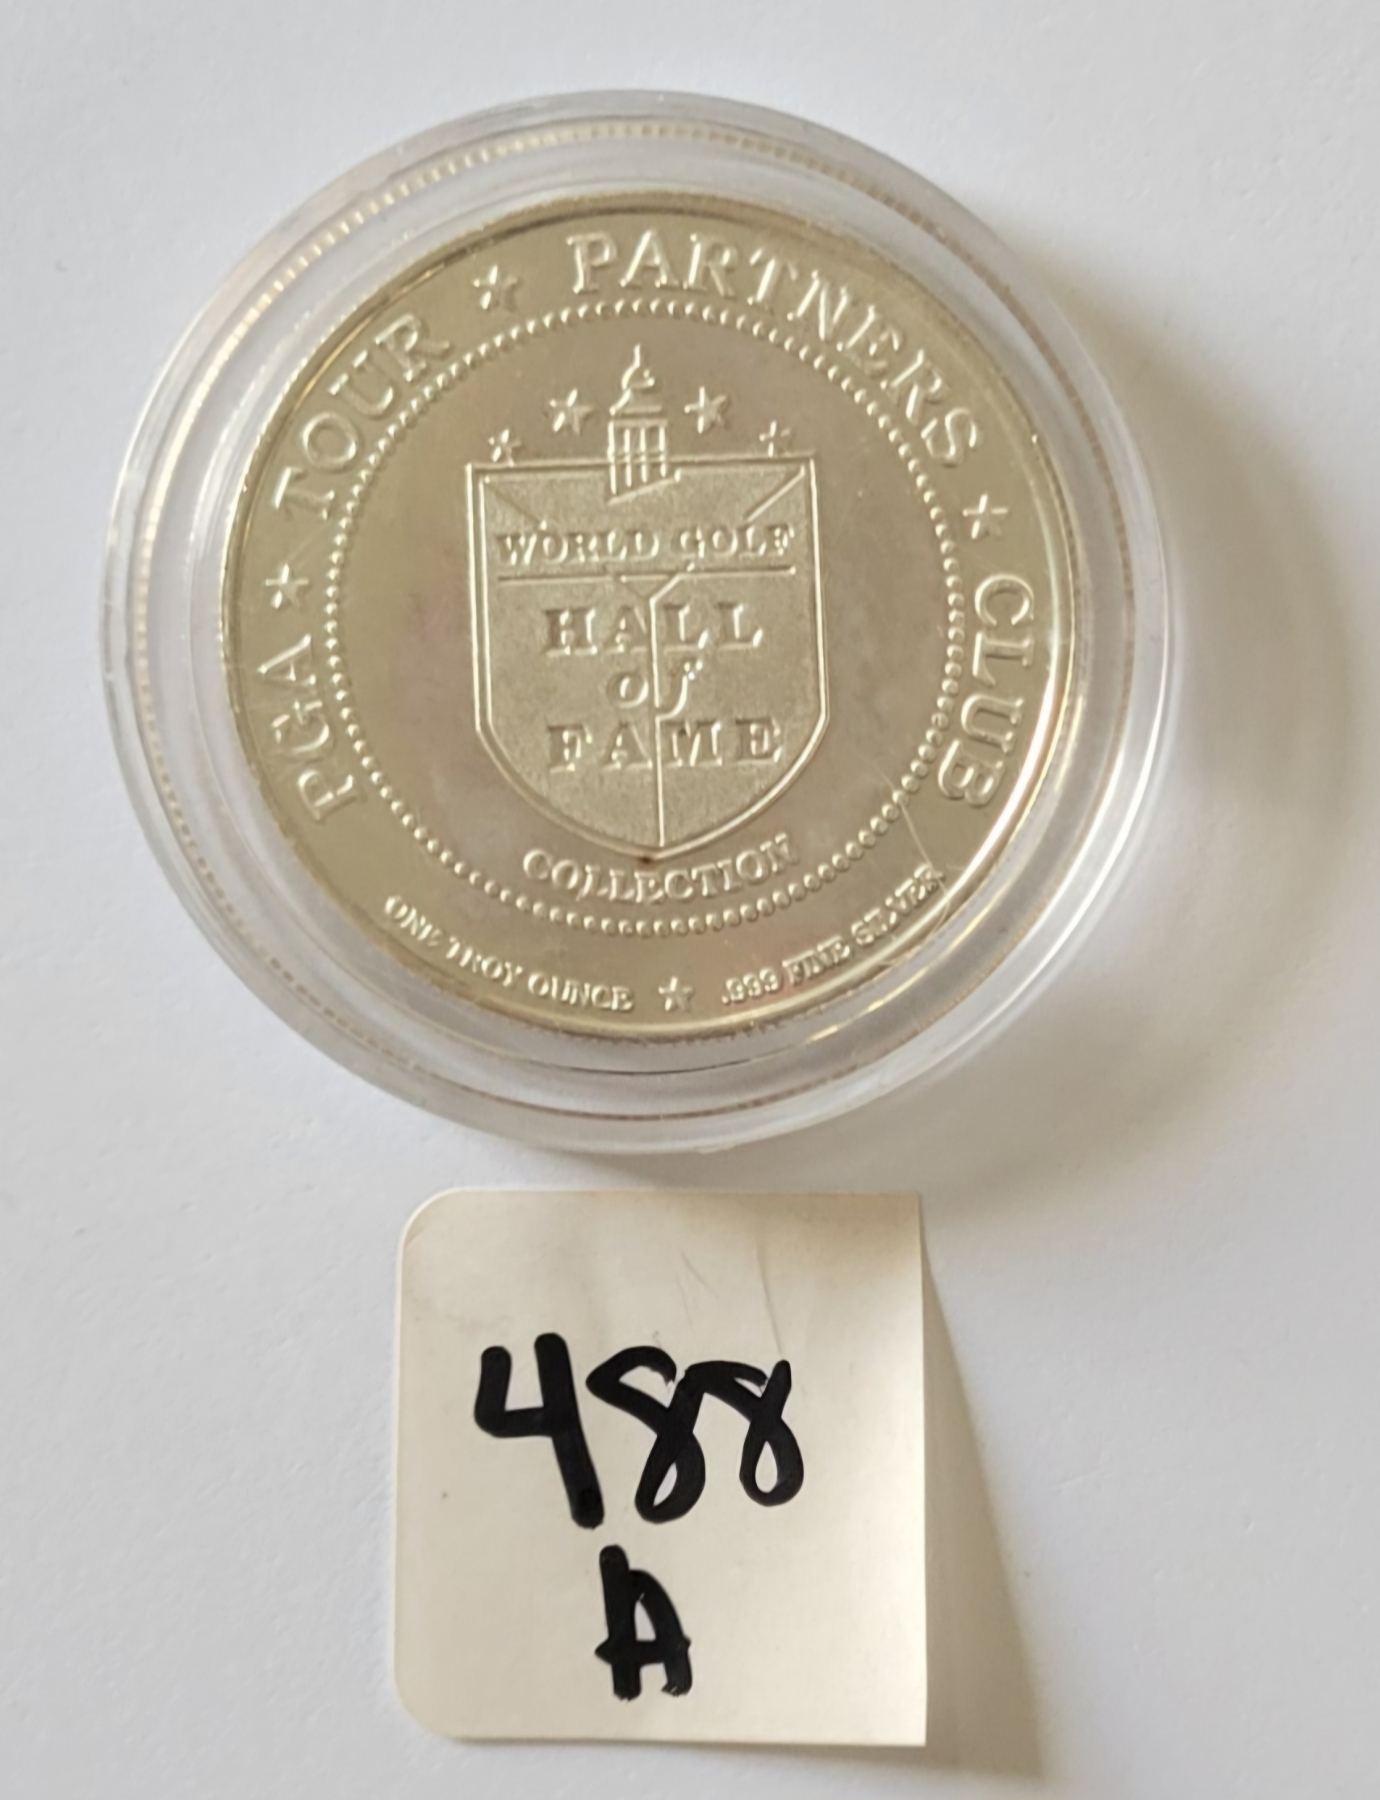 PGA ★ TOUR ★ PARTNERS ★ CLUB
WORLD GOLF
HALL
OF
FAME
COLLECTION
ONE TROY OUNCE ★ .999 FINE SILVER
488
A